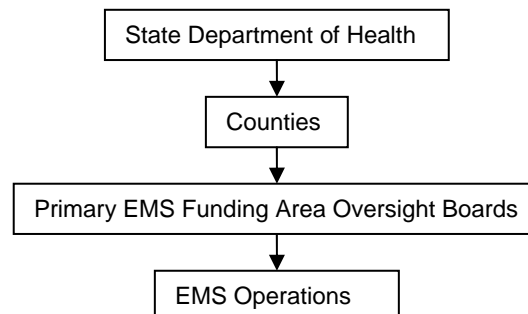 State Department of Health
Counties
Primary EMS Funding Area Oversight Boards
EMS Operations